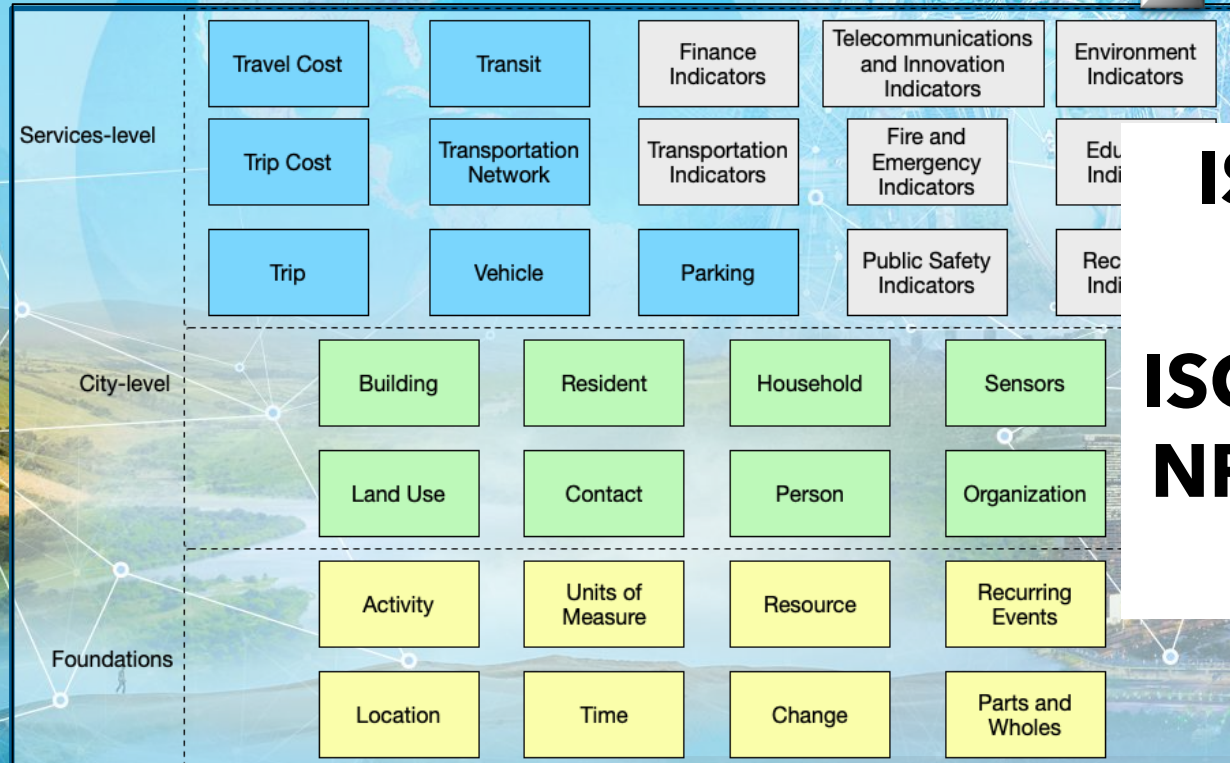 Services-level
Travel Cost
Transit
Finance
Indicators
Telecommunications
and Innovation
Indicators
Environment
Indicators
Trip Cost
Transportation
Network
Transportation
Indicators
Fire and
Emergency
Indicators
Trip
Vehicle
Parking
Public Safety
Indicators
City-level
Building
Resident
Household
Sensors
Land Use
Contact
Person
Organization
Foundations
Activity
Units of
Measure
Resource
Recurring
Events
Location
Time
Change
Parts and
Wholes